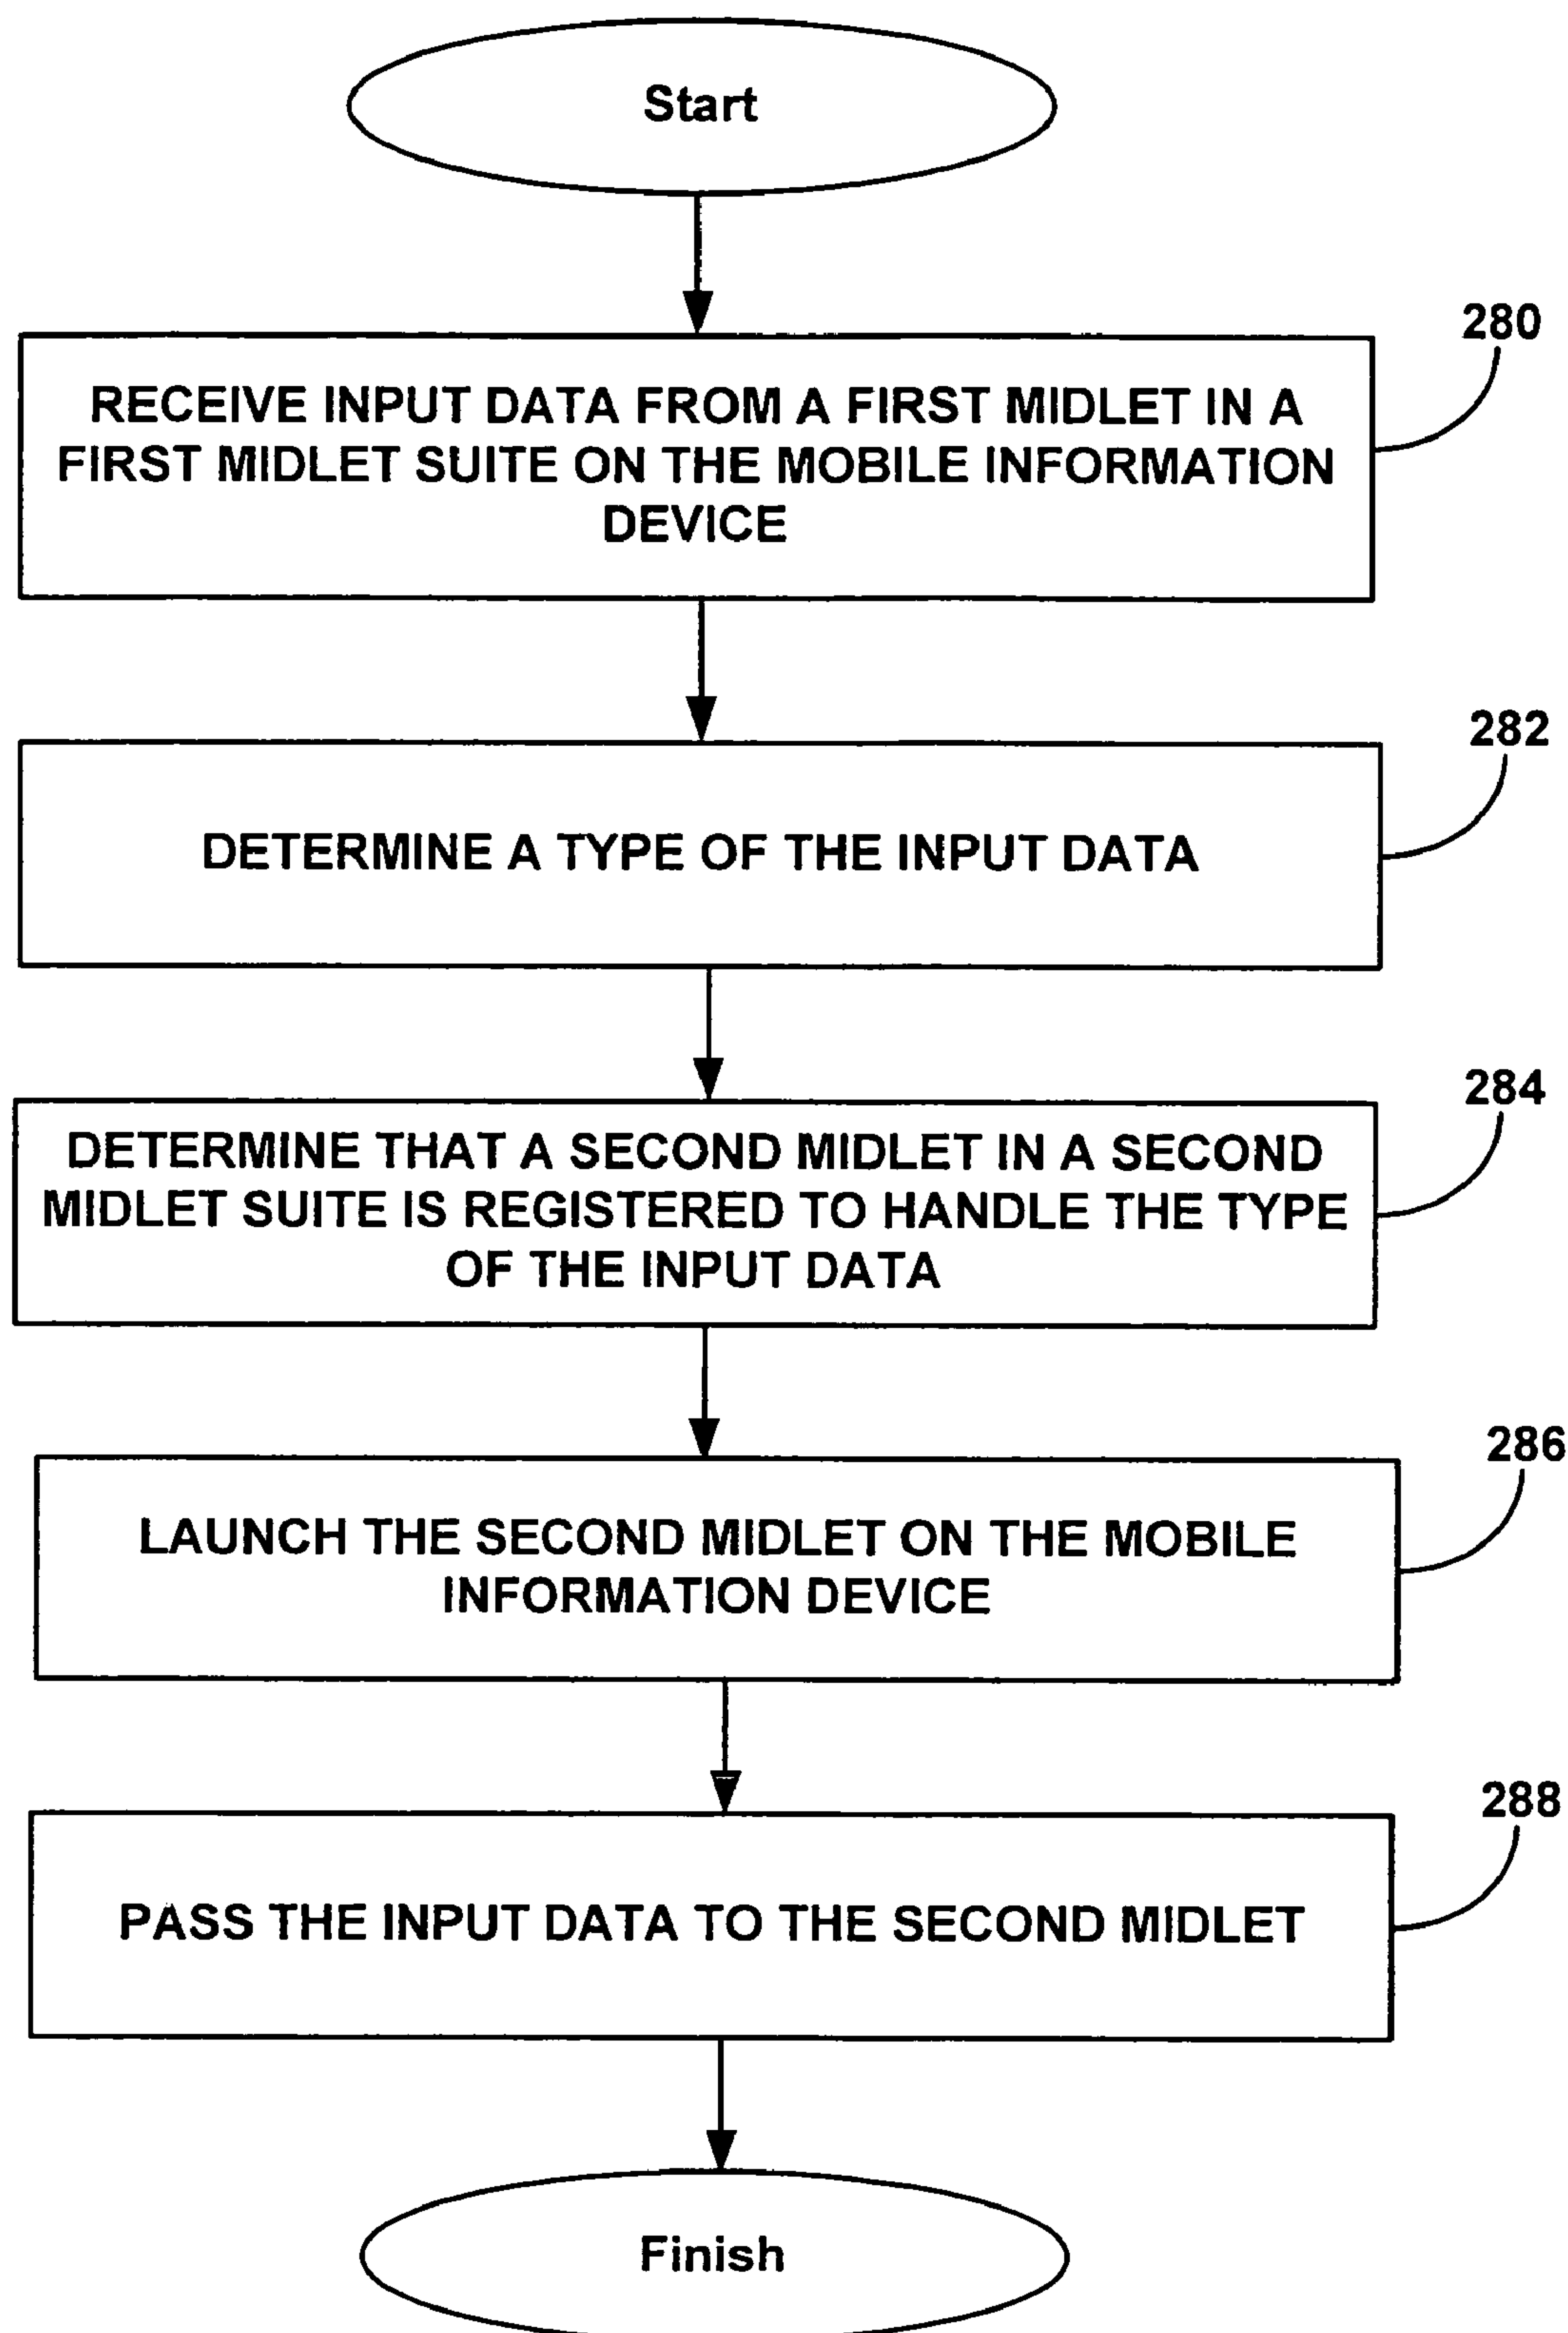 Start
280
RECEIVE INPUT DATA FROM A FIRST MIDLET IN A
FIRST MIDLET SUITE ON THE MOBILE INFORMATION
DEVICE
282
DETERMINE A TYPE OF THE INPUT DATA
284
DETERMINE THAT A SECOND MIDLET IN A SECOND
MIDLET SUITE IS REGISTERED TO HANDLE THE TYPE
OF THE INPUT DATA
286
LAUNCH THE SECOND MIDLET ON THE MOBILE
INFORMATION DEVICE
288
PASS THE INPUT DATA TO THE SECOND MIDLET
Finish